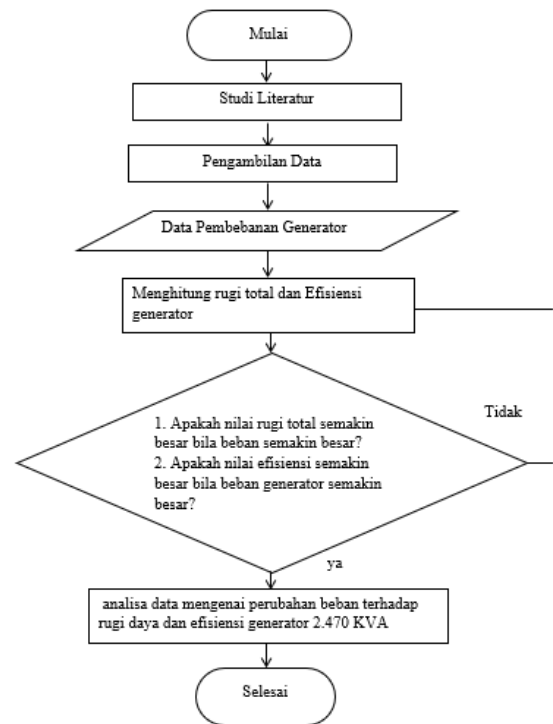 Mulai
Studi Literatur
Pengambilan Data
Data Pembebanan Generator
Menghitung rugi total dan Efisiensi
generator
1. Apakah nilai rugi total semakin
besar bila beban semakin besar?
2. Apakah nilai efisiensi semakin
besar bila beban generator semakin
besar?
Tidak
ya
analisa data mengenai perubahan beban terhadap
rugi daya dan efisiensi generator 2.470 KVA
Selesai